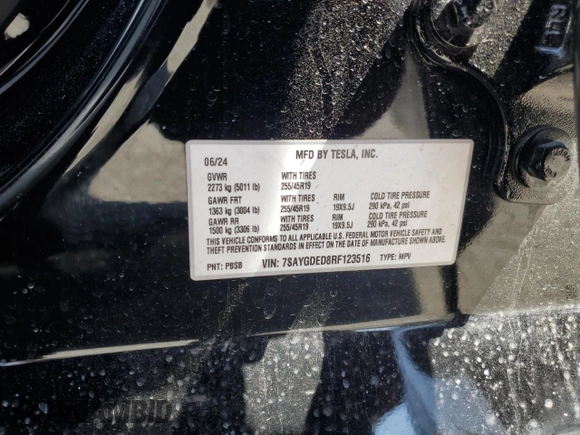 06/24 MFD BY TESLA, INC.
GVWR WITH TIRES
2273 kg (5011 lb) 255/45R19
GAWR FRT WITH TIRES RIM COLD TIRE PRESSURE
1363 kg (3004 lb) 255/45R19 19X9.5J 290 kPa, 42 psi
GAWR RR WITH TIRES RIM COLD TIRE PRESSURE
1500 kg (3306 lb) 255/45R19 19X9.5J 290 kPa, 42 psi
THIS VEHICLE CONFORMS TO ALL APPLICABLE U.S. FEDERAL MOTOR VEHICLE SAFETY AND
THEFT PREVENTION STANDARDS IN EFFECT ON THE DATE OF MANUFACTURE SHOWN ABOVE.
PNT: PBSB VIN: 7SAYGDED8RF123516 TYPE: MPV